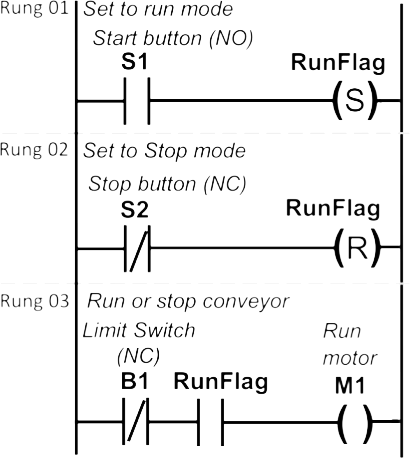 Rung 01 Set to run mode
Start button (NO)
S1 RunFlag
S
Rung 02 Set to Stop mode
Stop button (NC)
S2 RunFlag
R
Rung 03 Run or stop conveyor
Limit Switch Run
(NC) motor
B1 RunFlag M1